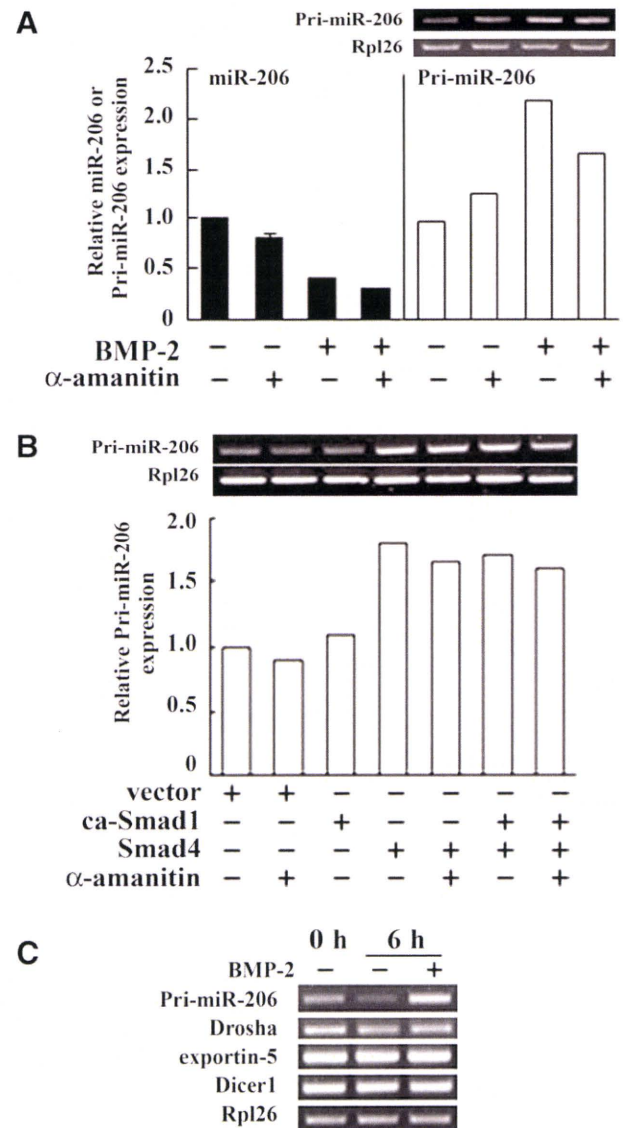 A
Pri-miR-206
Rpl26
miR-206
Pri-miR-206
Relative miR-206 or
Pri-miR-206 expression
2.5
2.0
1.5
1.0
0.5
0
BMP-2 − − + + − − + +
α-amanitin − + − + − + − +
B
Pri-miR-206
Rpl26
Relative Pri-miR-206
expression
2.0
1.5
1.0
0.5
0
vector + + − − − − −
ca-Smad1 − − + − − + +
Smad4 − − − + + + +
α-amanitin − + − − + − +
C
0 h 6 h
BMP-2 − − +
Pri-miR-206
Drosha
exportin-5
Dicer1
Rpl26